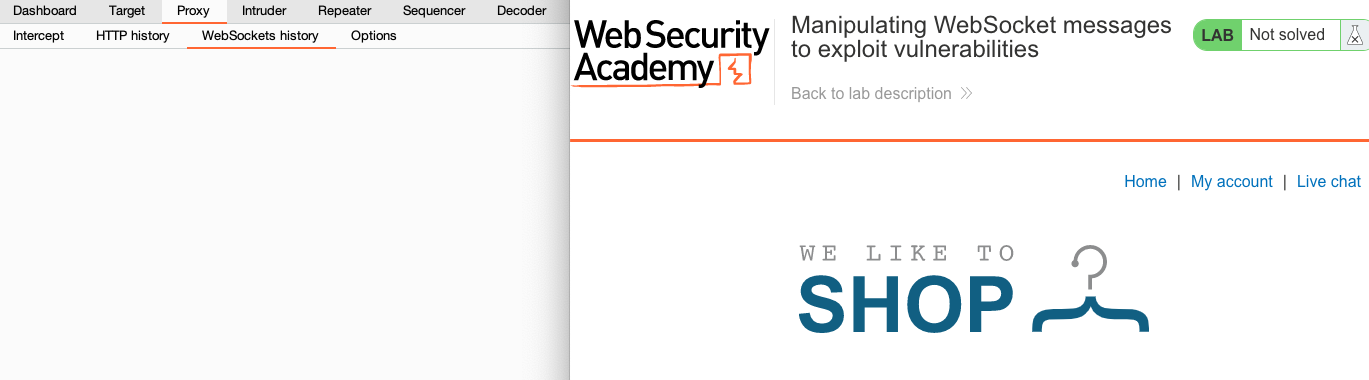 Dashboard Target Proxy Intruder Repeater Sequencer Decoder
Intercept HTTP history WebSockets history Options
Web Security
Academy
Manipulating WebSocket messages
to exploit vulnerabilities
Back to lab description
LAB Not solved
Home | My account | Live chat
WE LIKE TO
SHOP